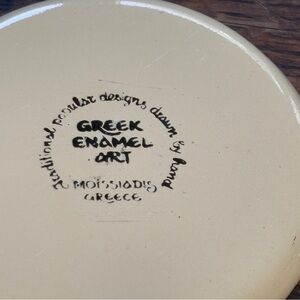 Traditional popular designs drawn by hand
GREEK
ENAMEL
ART
MOISSIADIS
GREECE